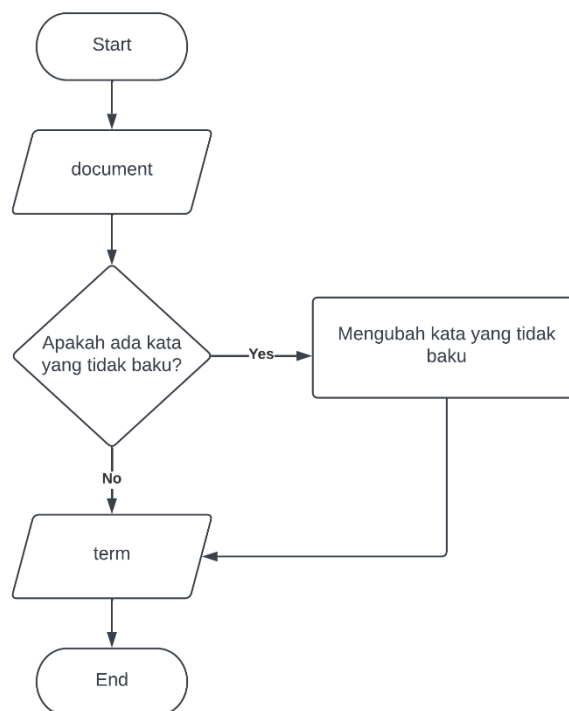 Start
document
Apakah ada kata
yang tidak baku?
Yes
Mengubah kata yang tidak
baku
No
term
End